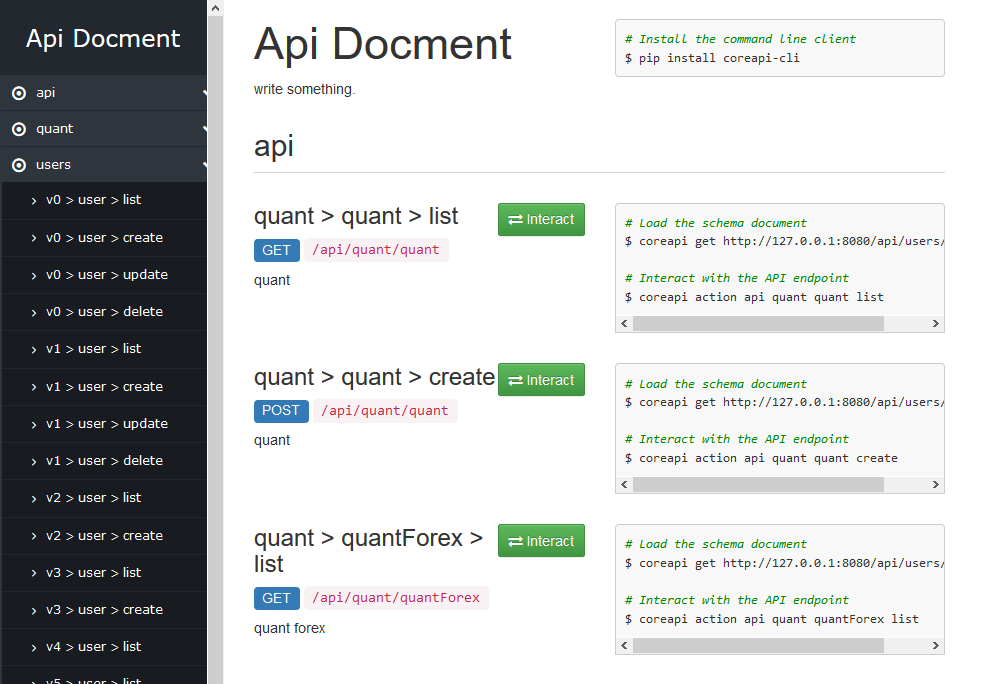 Api Docment
api
quant
users
v0 > user > list
v0 > user > create
v0 > user > update
v0 > user > delete
v1 > user > list
v1 > user > create
v1 > user > update
v1 > user > delete
v2 > user > list
v2 > user > create
v3 > user > list
v3 > user > create
v4 > user > list
v5 > user > list
Api Docment
write something.
# Install the command line client
$ pip install coreapi-cli
api
quant > quant > list
Interact
GET /api/quant/quant
quant
# Load the schema document
$ coreapi get http://127.0.0.1:8080/api/users/
# Interact with the API endpoint
$ coreapi action api quant quant list
quant > quant > create
Interact
POST /api/quant/quant
quant
# Load the schema document
$ coreapi get http://127.0.0.1:8080/api/users/
# Interact with the API endpoint
$ coreapi action api quant quant create
quant > quantForex >
list
Interact
GET /api/quant/quantForex
quant forex
# Load the schema document
$ coreapi get http://127.0.0.1:8080/api/users/
# Interact with the API endpoint
$ coreapi action api quant quantForex list